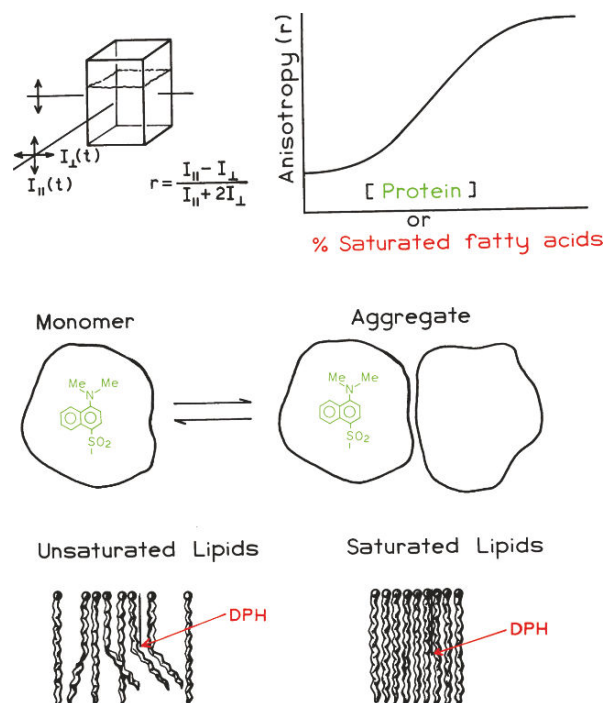 I⊥(t)
I||(t)
r = I|| − I⊥ / I|| + 2I⊥
Anisotropy (r)
[ Protein ]
or
% Saturated fatty acids
Monomer
Aggregate
Me Me
N
SO₂
Me Me
N
SO₂
Unsaturated Lipids
Saturated Lipids
DPH
DPH